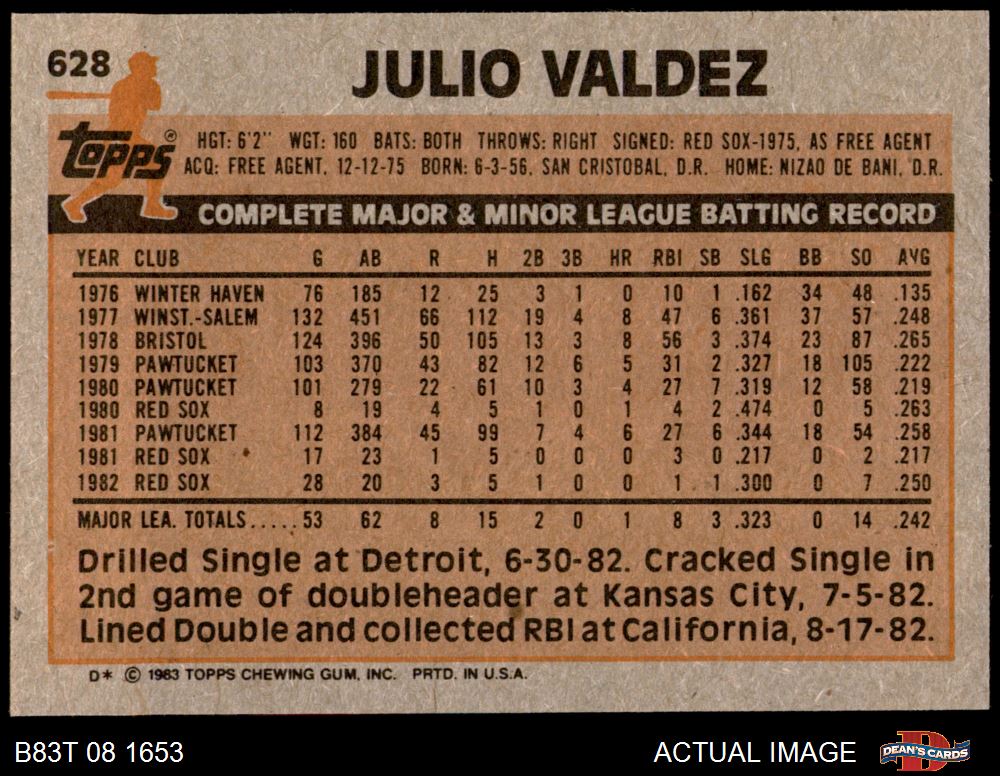 628
JULIO VALDEZ
topps®
HGT: 6'2" WGT: 160 BATS: BOTH THROWS: RIGHT SIGNED: RED SOX-1975, AS FREE AGENT
ACQ: FREE AGENT, 12-12-75 BORN: 6-3-56, SAN CRISTOBAL, D.R. HOME: NIZAO DE BANI, D.R.
COMPLETE MAJOR & MINOR LEAGUE BATTING RECORD
YEAR CLUB G AB R H 2B 3B HR RBI SB SLG BB SO AVG
1976 WINTER HAVEN 76 185 12 25 3 1 0 10 1 .162 34 48 .135
1977 WINST.-SALEM 132 451 66 112 19 4 8 47 6 .361 37 57 .248
1978 BRISTOL 124 396 50 105 13 3 8 56 3 .374 23 87 .265
1979 PAWTUCKET 103 370 43 82 12 6 5 31 2 .327 18 105 .222
1980 PAWTUCKET 101 279 22 61 10 3 4 27 7 .319 12 58 .219
1980 RED SOX 8 19 4 5 1 0 1 4 2 .474 0 5 .263
1981 PAWTUCKET 112 384 45 99 7 4 6 27 6 .344 18 54 .258
1981 RED SOX 17 23 1 5 0 0 0 3 0 .217 0 2 .217
1982 RED SOX 28 20 3 5 1 0 0 1 1 .300 0 7 .250
MAJOR LEA. TOTALS..... 53 62 8 15 2 0 1 8 3 .323 0 14 .242
Drilled Single at Detroit, 6-30-82. Cracked Single in
2nd game of doubleheader at Kansas City, 7-5-82.
Lined Double and collected RBI at California, 8-17-82.
D* © 1983 TOPPS CHEWING GUM, INC. PRTD. IN U.S.A.
B83T 08 1653
ACTUAL IMAGE
DEAN'S CARDS